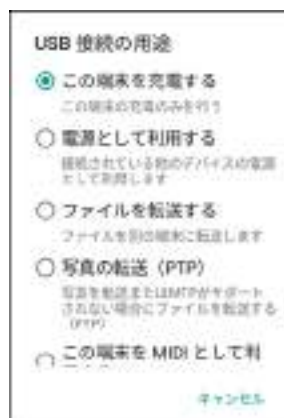 USB 接続の用途
この端末を充電する
この端末の充電のみを行う
電源として利用する
接続されている他のデバイスの電源
として利用します
ファイルを転送する
ファイルを別の端末に転送します
写真の転送（PTP）
写真を転送またはMTPがサポート
されない場合にファイルを転送する
（PTP）
この端末を MIDI として利
キャンセル